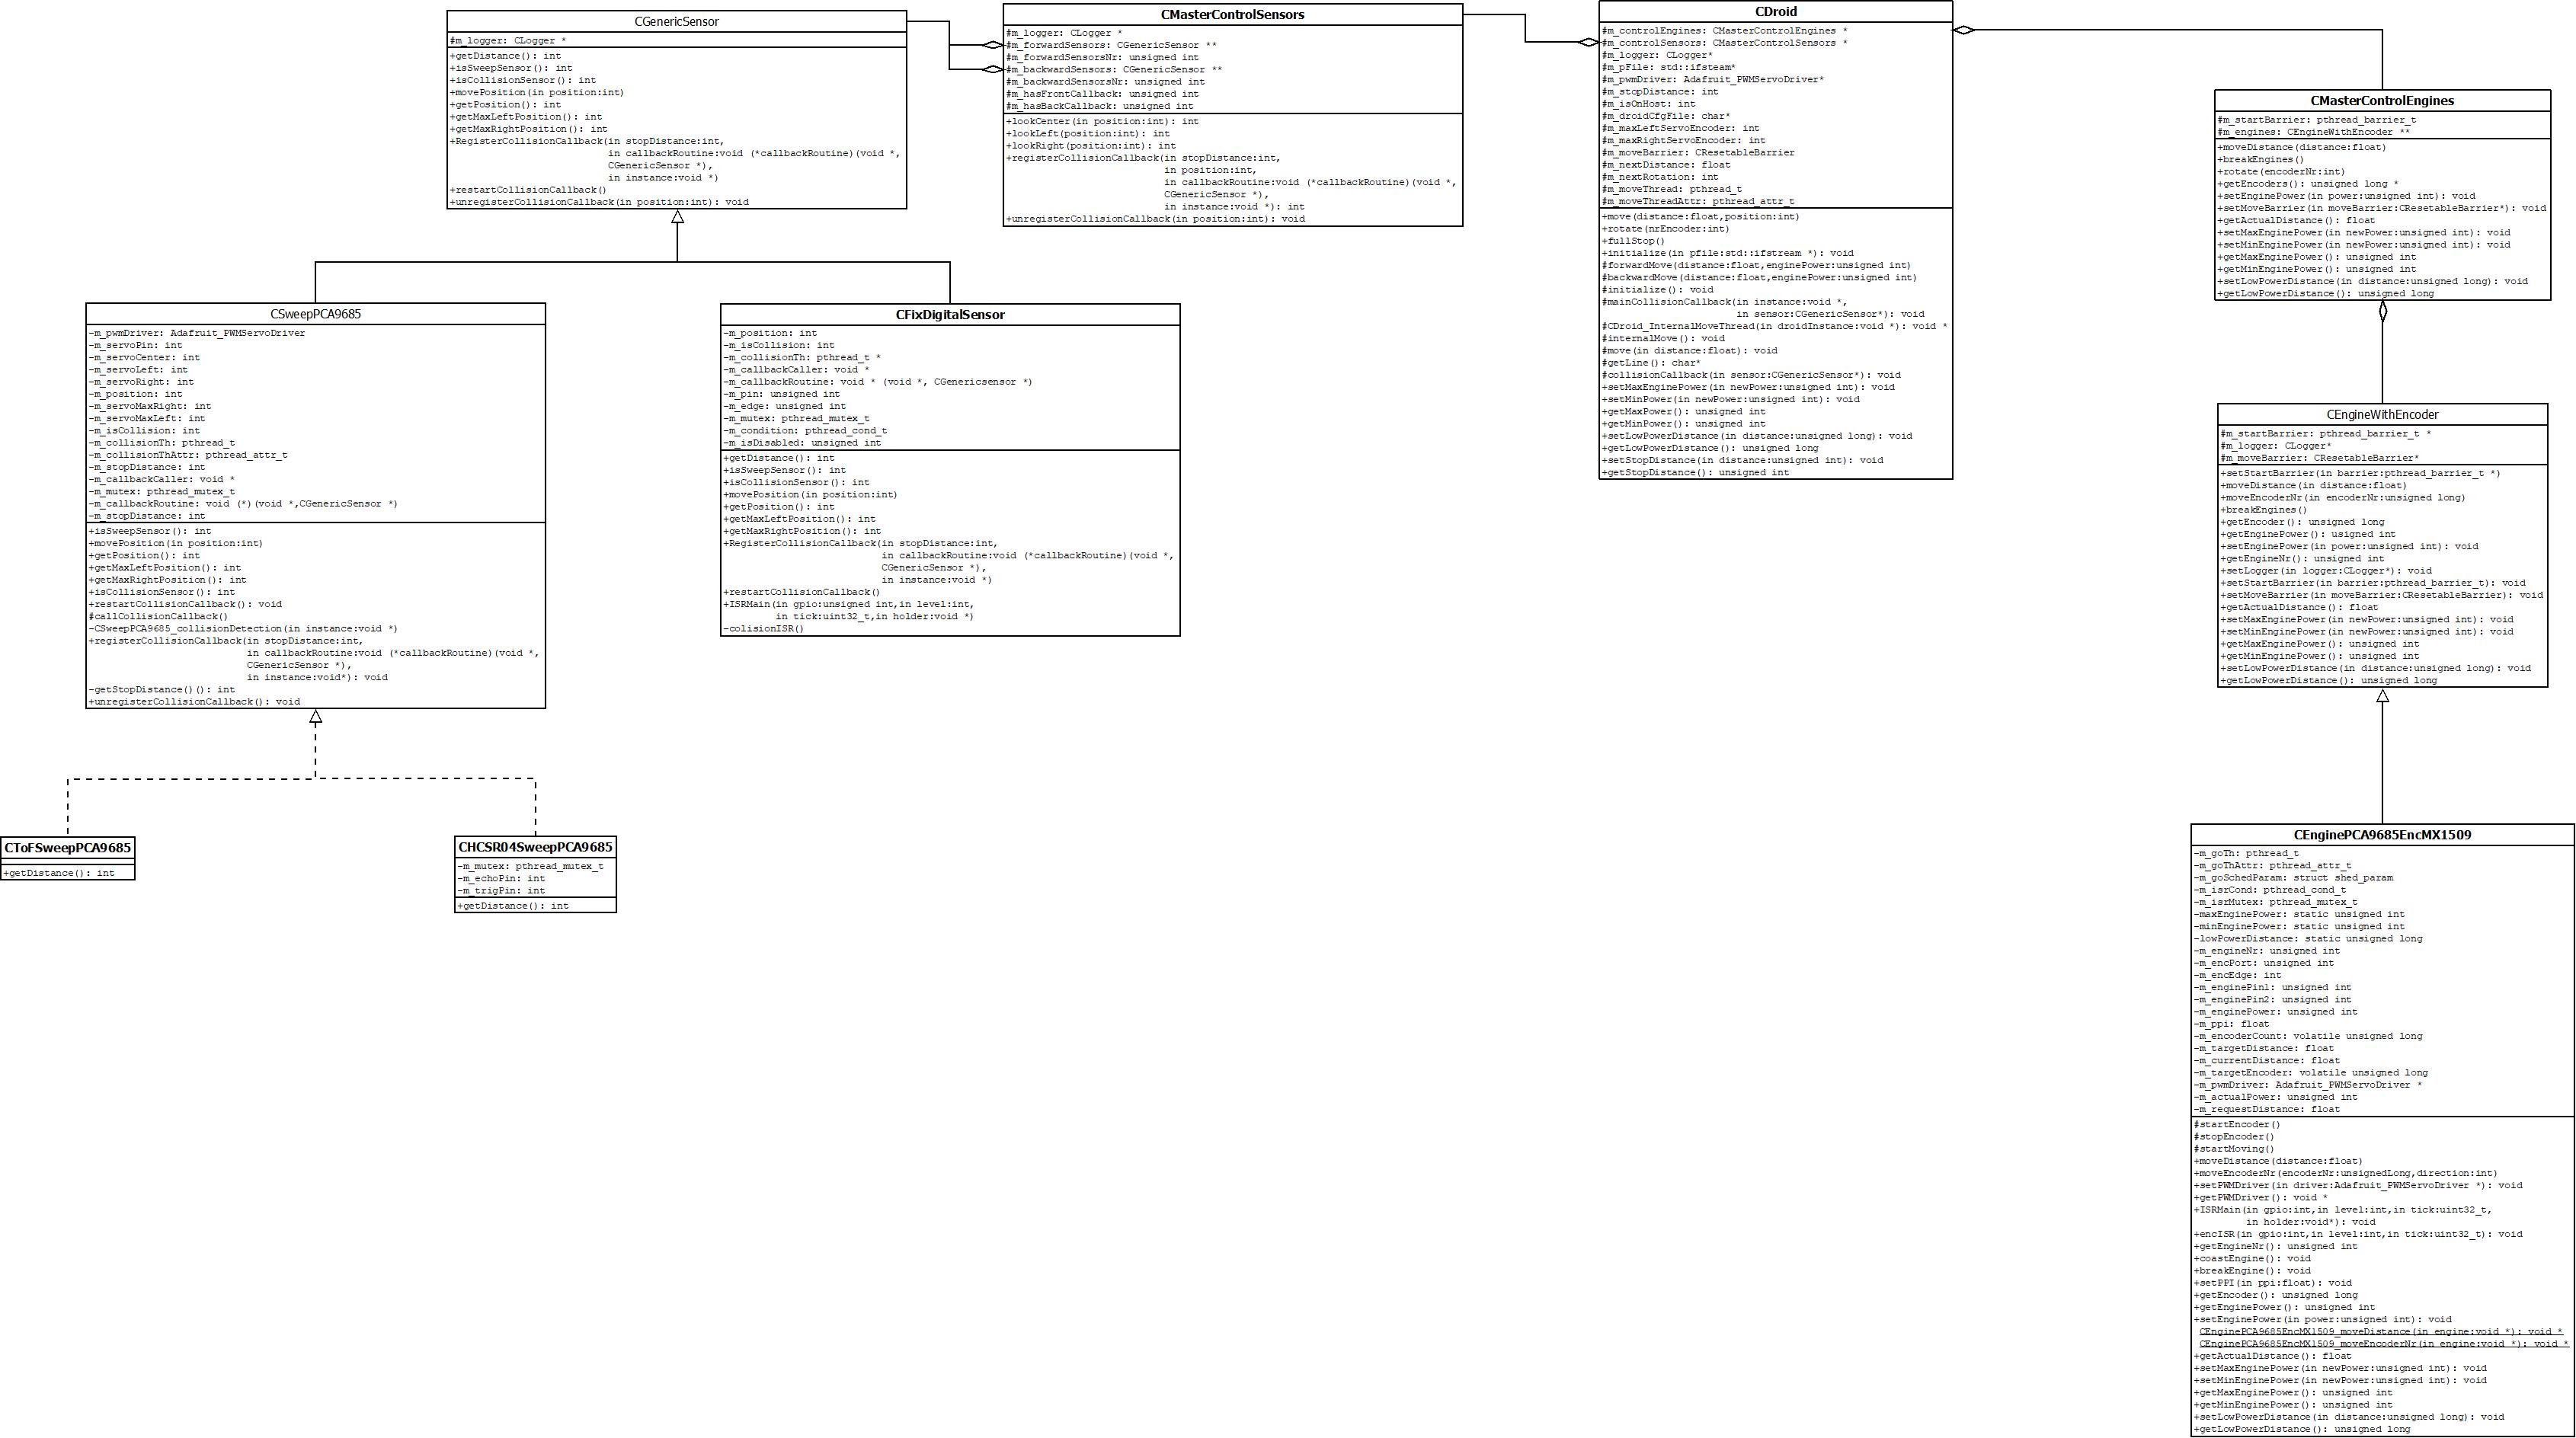 CGenericSensor
#m_logger: CLogger *
+getDistance(): int
+isSweepSensor(): int
+isCollisionSensor(): int
+movePosition(in position:int)
+getPosition(): int
+getMaxLeftPosition(): int
+getMaxRightPosition(): int
+RegisterCollisionCallback(in stopDistance:int,
in callbackRoutine:void (*callbackRoutine)(void *,
CGenericSensor *),
in instance:void *)
+restartCollisionCallback()
+unregisterCollisionCallback(in position:int): void
CMasterControlSensors
#m_logger: CLogger *
#m_forwardSensors: CGenericSensor **
#m_forwardSensorsNr: unsigned int
#m_backwardSensors: CGenericSensor **
#m_backwardSensorsNr: unsigned int
#m_hasFrontCallback: unsigned int
#m_hasBackCallback: unsigned int
+lookCenter(in position:int): int
+lookLeft(position:int): int
+lookRight(position:int): int
+registerCollisionCallback(in stopDistance:int,
in position:int,
in callbackRoutine:void (*callbackRoutine)(void *,
CGenericSensor *),
in instance:void *): int
+unregisterCollisionCallback(in position:int): void
CDroid
#m_controlEngines: CMasterControlEngines *
#m_controlSensors: CMasterControlSensors *
#m_logger: CLogger*
#m_pFile: std::ifsteam*
#m_pwmDriver: Adafruit_PWMServoDriver*
#m_stopDistance: int
#m_isOnHost: int
#m_droidCfgFile: char*
#m_maxLeftServoEncoder: int
#m_maxRightServoEncoder: int
#m_moveBarrier: CResetableBarrier
#m_nextDistance: float
#m_nextRotation: int
#m_moveThread: pthread_t
#m_moveThreadAttr: pthread_attr_t
+move(distance:float,position:int)
+rotate(nrEncoder:int)
+fullStop()
+initialize(in pfile:std::ifstream *): void
#forwardMove(distance:float,enginePower:unsigned int)
#backwardMove(distance:float,enginePower:unsigned int)
#initialize(): void
#mainCollisionCallback(in instance:void *,
in sensor:CGenericSensor*): void
#CDroid_InternalMoveThread(in droidInstance:void *): void *
#internalMove(): void
#move(in distance:float): void
#getLine(): char*
#collisionCallback(in sensor:CGenericSensor*): void
+setMaxEnginePower(in newPower:unsigned int): void
+setMinPower(in newPower:unsigned int): void
+getMaxPower(): unsigned int
+getMinPower(): unsigned int
+setLowPowerDistance(in distance:unsigned long): void
+getLowPowerDistance(): unsigned long
+setStopDistance(in distance:unsigned int): void
+getStopDistance(): unsigned int
CMasterControlEngines
#m_startBarrier: pthread_barrier_t
#m_engines: CEngineWithEncoder **
+moveDistance(distance:float)
+breakEngines()
+rotate(encoderNr:int)
+getEncoders(): unsigned long *
+setEnginePower(in power:unsigned int): void
+setMoveBarrier(in moveBarrier:CResetableBarrier*): void
+getActualDistance(): float
+setMaxEnginePower(in newPower:unsigned int): void
+setMinEnginePower(in newPower:unsigned int): void
+getMaxEnginePower(): unsigned int
+getMinEnginePower(): unsigned int
+setLowPowerDistance(in distance:unsigned long): void
+getLowPowerDistance(): unsigned long
CSweepPCA9685
-m_pwmDriver: Adafruit_PWMServoDriver
-m_servoPin: int
-m_servoCenter: int
-m_servoLeft: int
-m_servoRight: int
-m_position: int
-m_servoMaxRight: int
-m_servoMaxLeft: int
-m_isCollision: int
-m_collisionTh: pthread_t
-m_collisionThAttr: pthread_attr_t
-m_stopDistance: int
-m_callbackCaller: void *
-m_mutex: pthread_mutex_t
-m_callbackRoutine: void (*)(void *,CGenericSensor *)
-m_stopDistance: int
+isSweepSensor(): int
+movePosition(in position:int)
+getPosition(): int
+getMaxLeftPosition(): int
+getMaxRightPosition(): int
+isCollisionSensor(): int
+restartCollisionCallback(): void
#callCollisionCallback()
-CSweepPCA9685_collisionDetection(in instance:void *)
+registerCollisionCallback(in stopDistance:int,
in callbackRoutine:void (*callbackRoutine)(void *,
CGenericSensor *),
in instance:void*): void
-getStopDistance()(): int
+unregisterCollisionCallback(): void
CFixDigitalSensor
-m_position: int
-m_isCollision: int
-m_collisionTh: pthread_t *
-m_callbackCaller: void *
-m_callbackRoutine: void * (void *, CGenericsensor *)
-m_pin: unsigned int
-m_edge: unsigned int
-m_mutex: pthread_mutex_t
-m_condition: pthread_cond_t
-m_isDisabled: unsigned int
+getDistance(): int
+isSweepSensor(): int
+isCollisionSensor(): int
+movePosition(in position:int)
+getPosition(): int
+getMaxLeftPosition(): int
+getMaxRightPosition(): int
+RegisterCollisionCallback(in stopDistance:int,
in callbackRoutine:void (*callbackRoutine)(void *,
CGenericSensor *),
in instance:void *)
+restartCollisionCallback()
+ISRMain(in gpio:unsigned int,in level:int,
in tick:uint32_t,in holder:void *)
-colisionISR()
CEngineWithEncoder
#m_startBarrier: pthread_barrier_t *
#m_logger: CLogger*
#m_moveBarrier: CResetableBarrier*
+setStartBarrier(in barrier:pthread_barrier_t *)
+moveDistance(in distance:float)
+moveEncoderNr(in encoderNr:unsigned long)
+breakEngines()
+getEncoder(): unsigned long
+getEnginePower(): usigned int
+setEnginePower(in power:unsigned int): void
+getEngineNr(): unsigned int
+setLogger(in logger:CLogger*): void
+setStartBarrier(in barrier:pthread_barrier_t): void
+setMoveBarrier(in moveBarrier:CResetableBarrier): void
+getActualDistance(): float
+setMaxEnginePower(in newPower:unsigned int): void
+setMinEnginePower(in newPower:unsigned int): void
+getMaxEnginePower(): unsigned int
+getMinEnginePower(): unsigned int
+setLowPowerDistance(in distance:unsigned long): void
+getLowPowerDistance(): unsigned long
CToFSweepPCA9685
+getDistance(): int
CHCSR04SweepPCA9685
-m_mutex: pthread_mutex_t
-m_echoPin: int
-m_trigPin: int
+getDistance(): int
CEnginePCA9685EncMX1509
-m_goTh: pthread_t
-m_goThAttr: pthread_attr_t
-m_goSchedParam: struct shed_param
-m_isrCond: pthread_cond_t
-m_isrMutex: pthread_mutex_t
-maxEnginePower: static unsigned int
-minEnginePower: static unsigned int
-lowPowerDistance: static unsigned long
-m_engineNr: unsigned int
-m_encPort: unsigned int
-m_encEdge: int
-m_enginePin1: unsigned int
-m_enginePin2: unsigned int
-m_enginePower: unsigned int
-m_ppi: float
-m_encoderCount: volatile unsigned long
-m_targetDistance: float
-m_currentDistance: float
-m_targetEncoder: volatile unsigned long
-m_pwmDriver: Adafruit_PWMServoDriver *
-m_actualPower: unsigned int
-m_requestDistance: float
#startEncoder()
#stopEncoder()
#startMoving()
+moveDistance(distance:float)
+moveEncoderNr(encoderNr:unsignedLong,direction:int)
+setPWMDriver(in driver:Adafruit_PWMServoDriver *): void
+getPWMDriver(): void *
+ISRMain(in gpio:int,in level:int,in tick:uint32_t,
in holder:void*): void
+encISR(in gpio:int,in level:int,in tick:uint32_t): void
+getEngineNr(): unsigned int
+coastEngine(): void
+breakEngine(): void
+setPPI(in ppi:float): void
+getEncoder(): unsigned long
+getEnginePower(): unsigned int
+setEnginePower(in power:unsigned int): void
CEnginePCA9685EncMX1509_moveDistance(in engine:void *): void *
CEnginePCA9685EncMX1509_moveEncoderNr(in engine:void *): void *
+getActualDistance(): float
+setMaxEnginePower(in newPower:unsigned int): void
+setMinEnginePower(in newPower:unsigned int): void
+getMaxEnginePower(): unsigned int
+getMinEnginePower(): unsigned int
+setLowPowerDistance(in distance:unsigned long): void
+getLowPowerDistance(): unsigned long